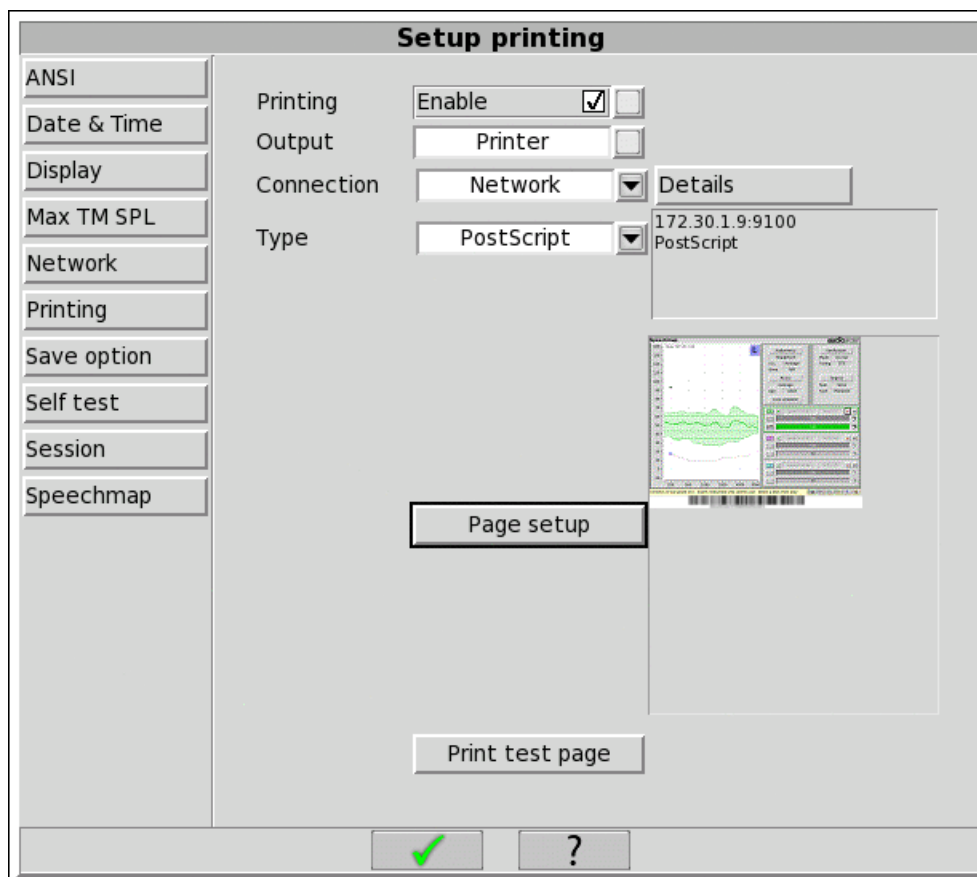 Setup printing
ANSI
Date & Time
Display
Max TM SPL
Network
Printing
Save option
Self test
Session
Speechmap
Printing Enable
Output Printer
Connection Network Details
Type PostScript
172.30.1.9:9100
PostScript
Page setup
Print test page
?